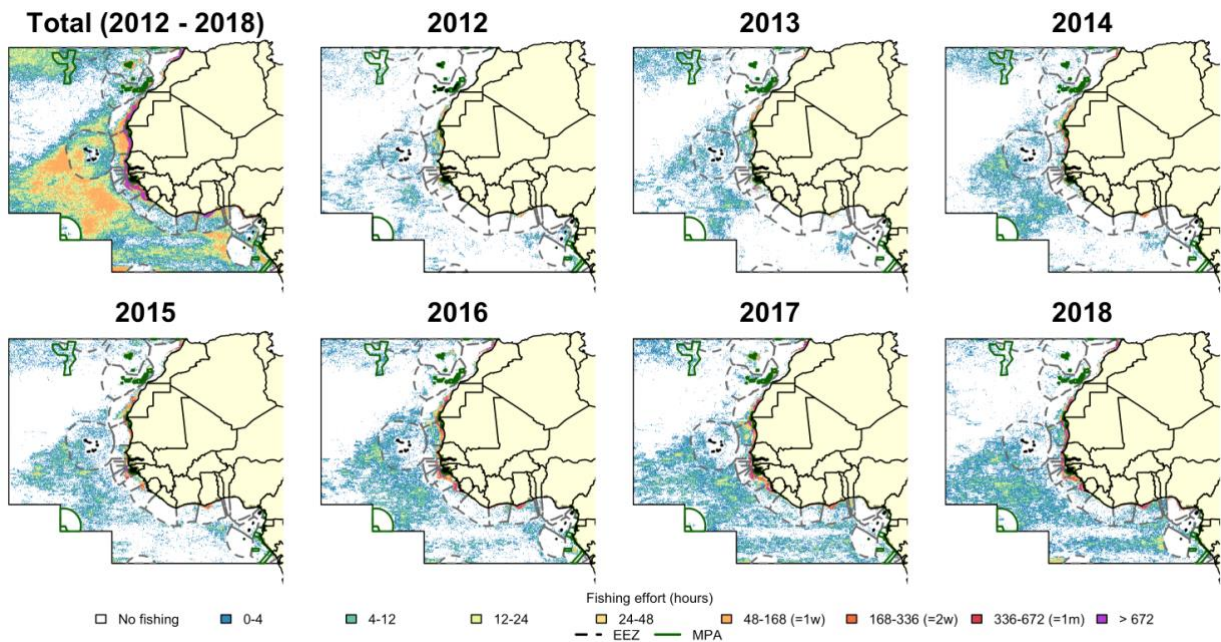 Total (2012 - 2018) 2012 2013 2014
2015 2016 2017 2018
Fishing effort (hours)
No fishing 0-4 4-12 12-24 24-48 48-168 (=1w) 168-336 (=2w) 336-672 (=1m) > 672
EEZ MPA